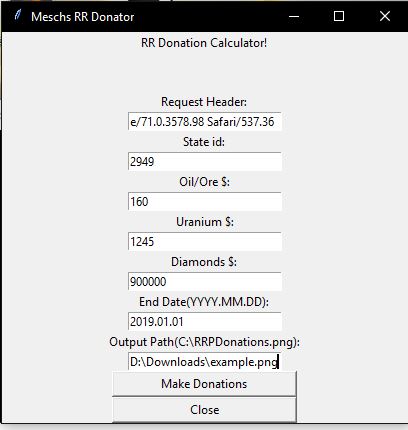 Meschs RR Donator
RR Donation Calculator!
Request Header:
e/71.0.3578.98 Safari/537.36
State id:
2949
Oil/Ore $:
160
Uranium $:
1245
Diamonds $:
900000
End Date(YYYY.MM.DD):
2019.01.01
Output Path(C:\RRPDonations.png):
D:\Downloads\example.png
Make Donations
Close